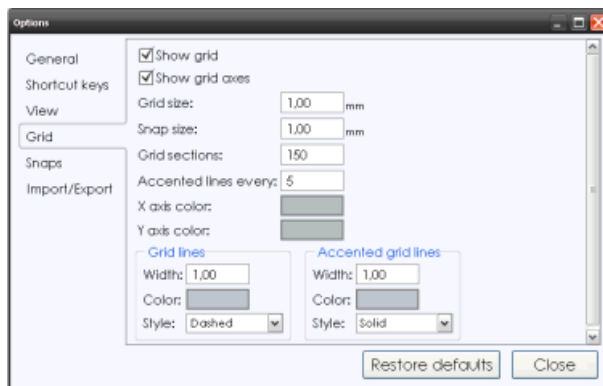 Options
General
Shortcut keys
View
Grid
Snaps
Import/Export
Show grid
Show grid axes
Grid size: 1,00 mm
Snap size: 1,00 mm
Grid sections: 150
Accented lines every: 5
X axis color:
Y axis color:
Grid lines
Width: 1,00
Color:
Style: Dashed
Accented grid lines
Width: 1,00
Color:
Style: Solid
Restore defaults
Close